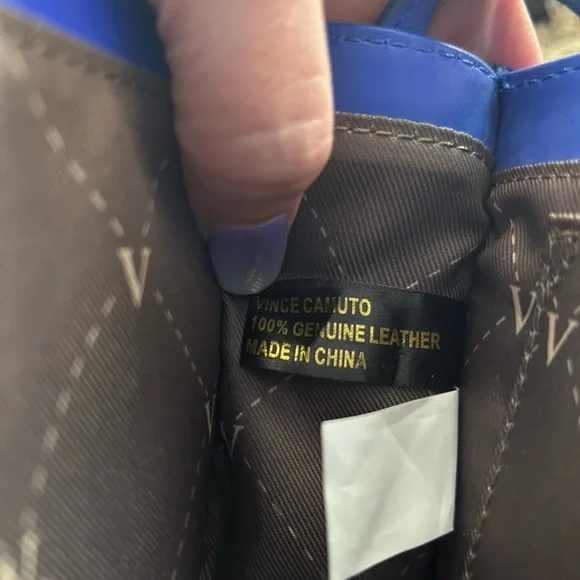 VINCE CAMUTO
100% GENUINE LEATHER
MADE IN CHINA
V
V
V
V
V